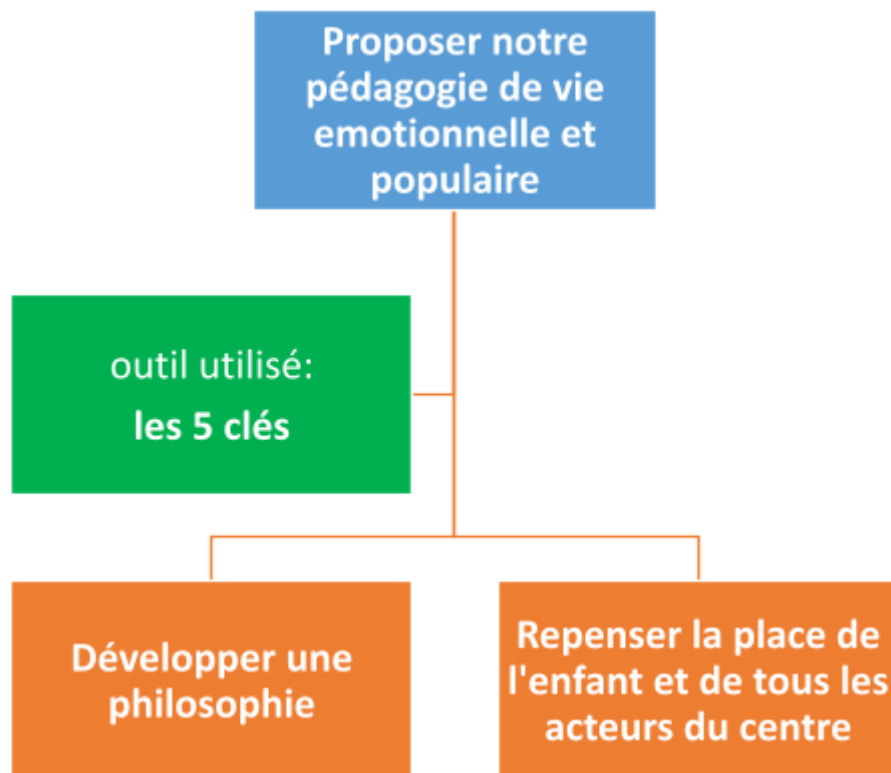 Proposer notre
pédagogie de vie
emotionnelle et
populaire
outil utilisé:
les 5 clés
Développer une
philosophie
Repenser la place de
l'enfant et de tous les
acteurs du centre